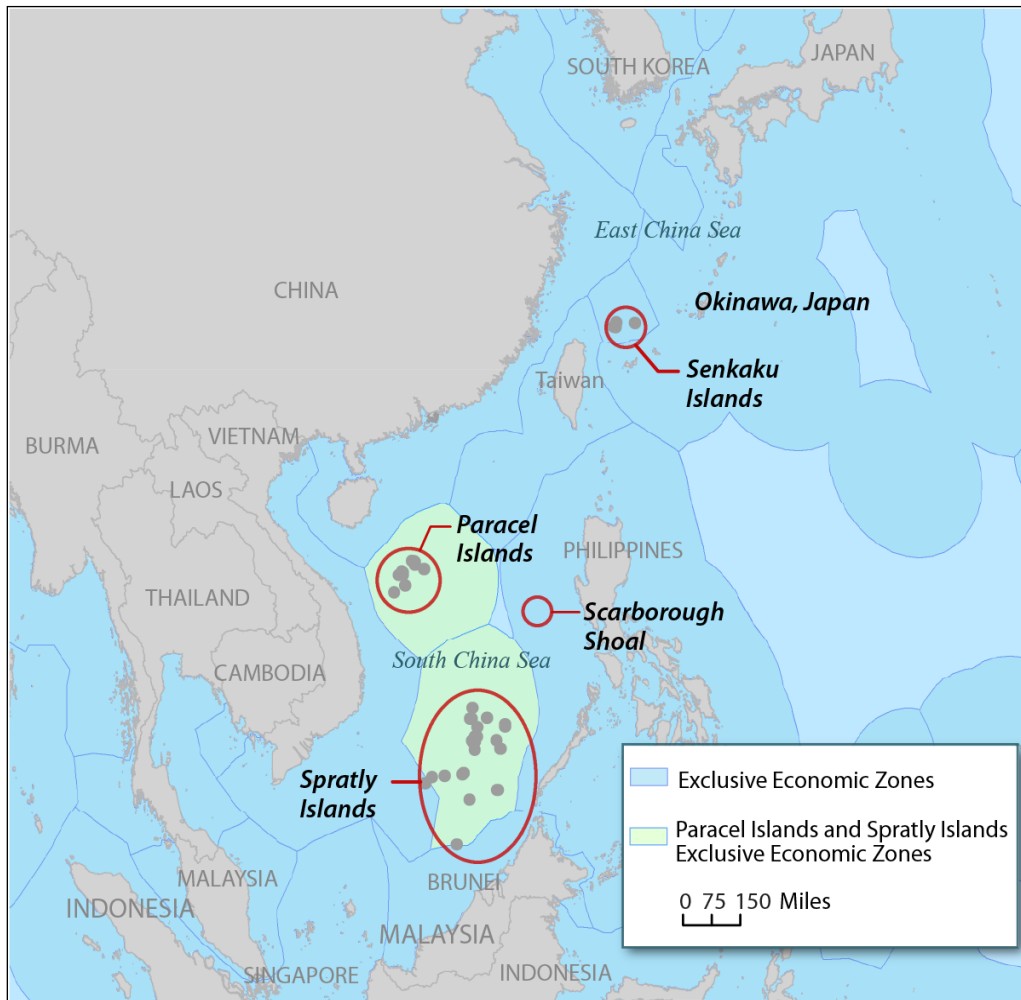 SOUTH KOREA
JAPAN
East China Sea
CHINA
Okinawa, Japan
Senkaku
Islands
Taiwan
BURMA
VIETNAM
LAOS
Paracel
Islands
PHILIPPINES
THAILAND
Scarborough
Shoal
South China Sea
CAMBODIA
Spratly
Islands
Exclusive Economic Zones
Paracel Islands and Spratly Islands
Exclusive Economic Zones
0 75 150 Miles
MALAYSIA
BRUNEI
INDONESIA
MALAYSIA
SINGAPORE
INDONESIA